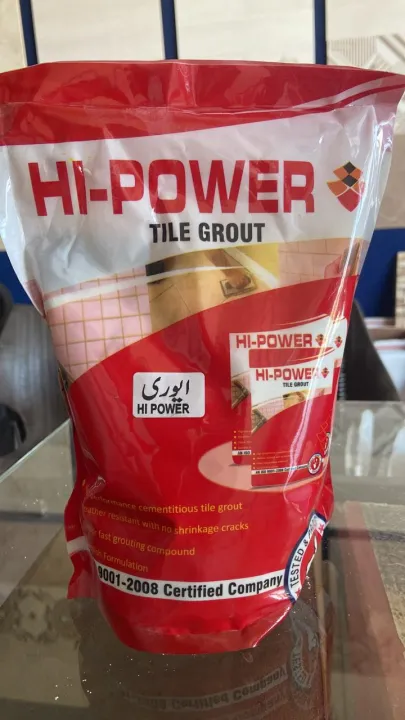 HI-POWER
TILE GROUT
HI-POWER
HI-POWER
TILE GROUT
ایوری
HI POWER
cementitious tile grout
resistant with no shrinkage cracks
fast grouting compound
Formulation
9001-2008 Certified Company
TESTED &